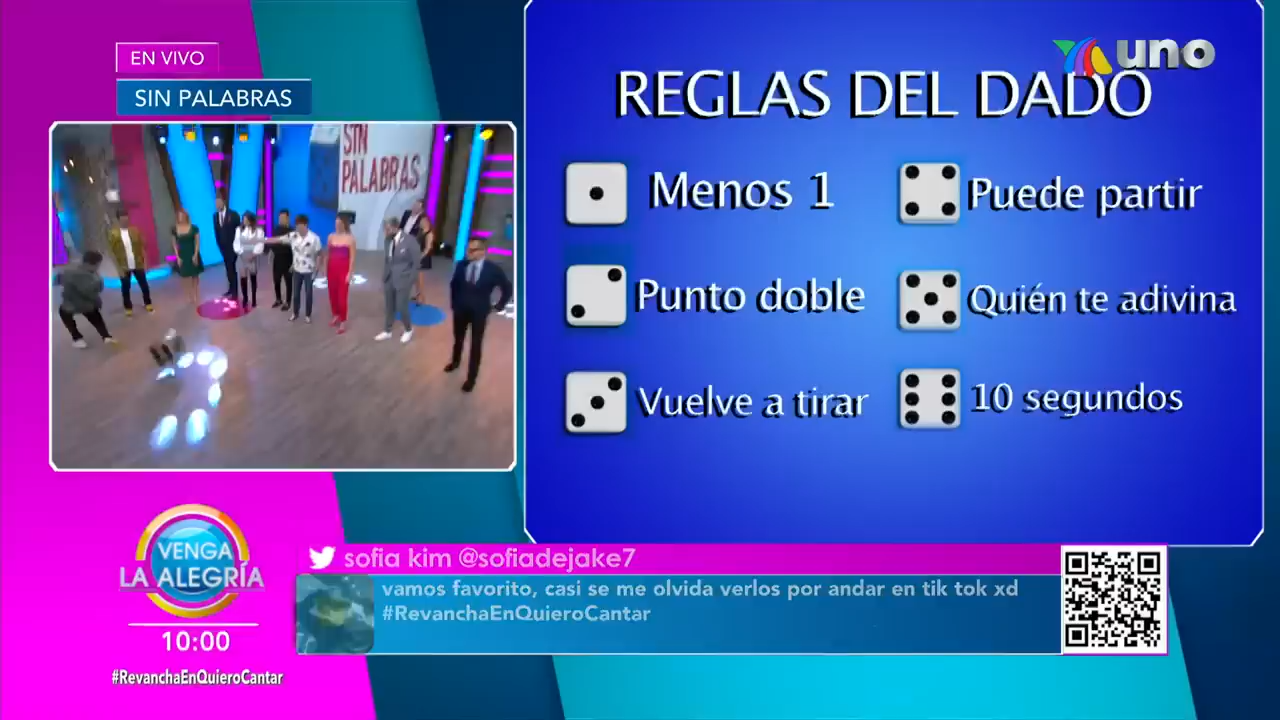 EN VIVO
SIN PALABRAS
SIN
PALABRAS
uno
REGLAS DEL DADO
Menos 1
Puede partir
Punto doble
Quién te adivina
Vuelve a tirar
10 segundos
VENGA
LA ALEGRÍA
10:00
#RevanchaEnQuieroCantar
sofia kim @sofiadejake7
vamos favorito, casi se me olvida verlos por andar en tik tok xd
#RevanchaEnQuieroCantar